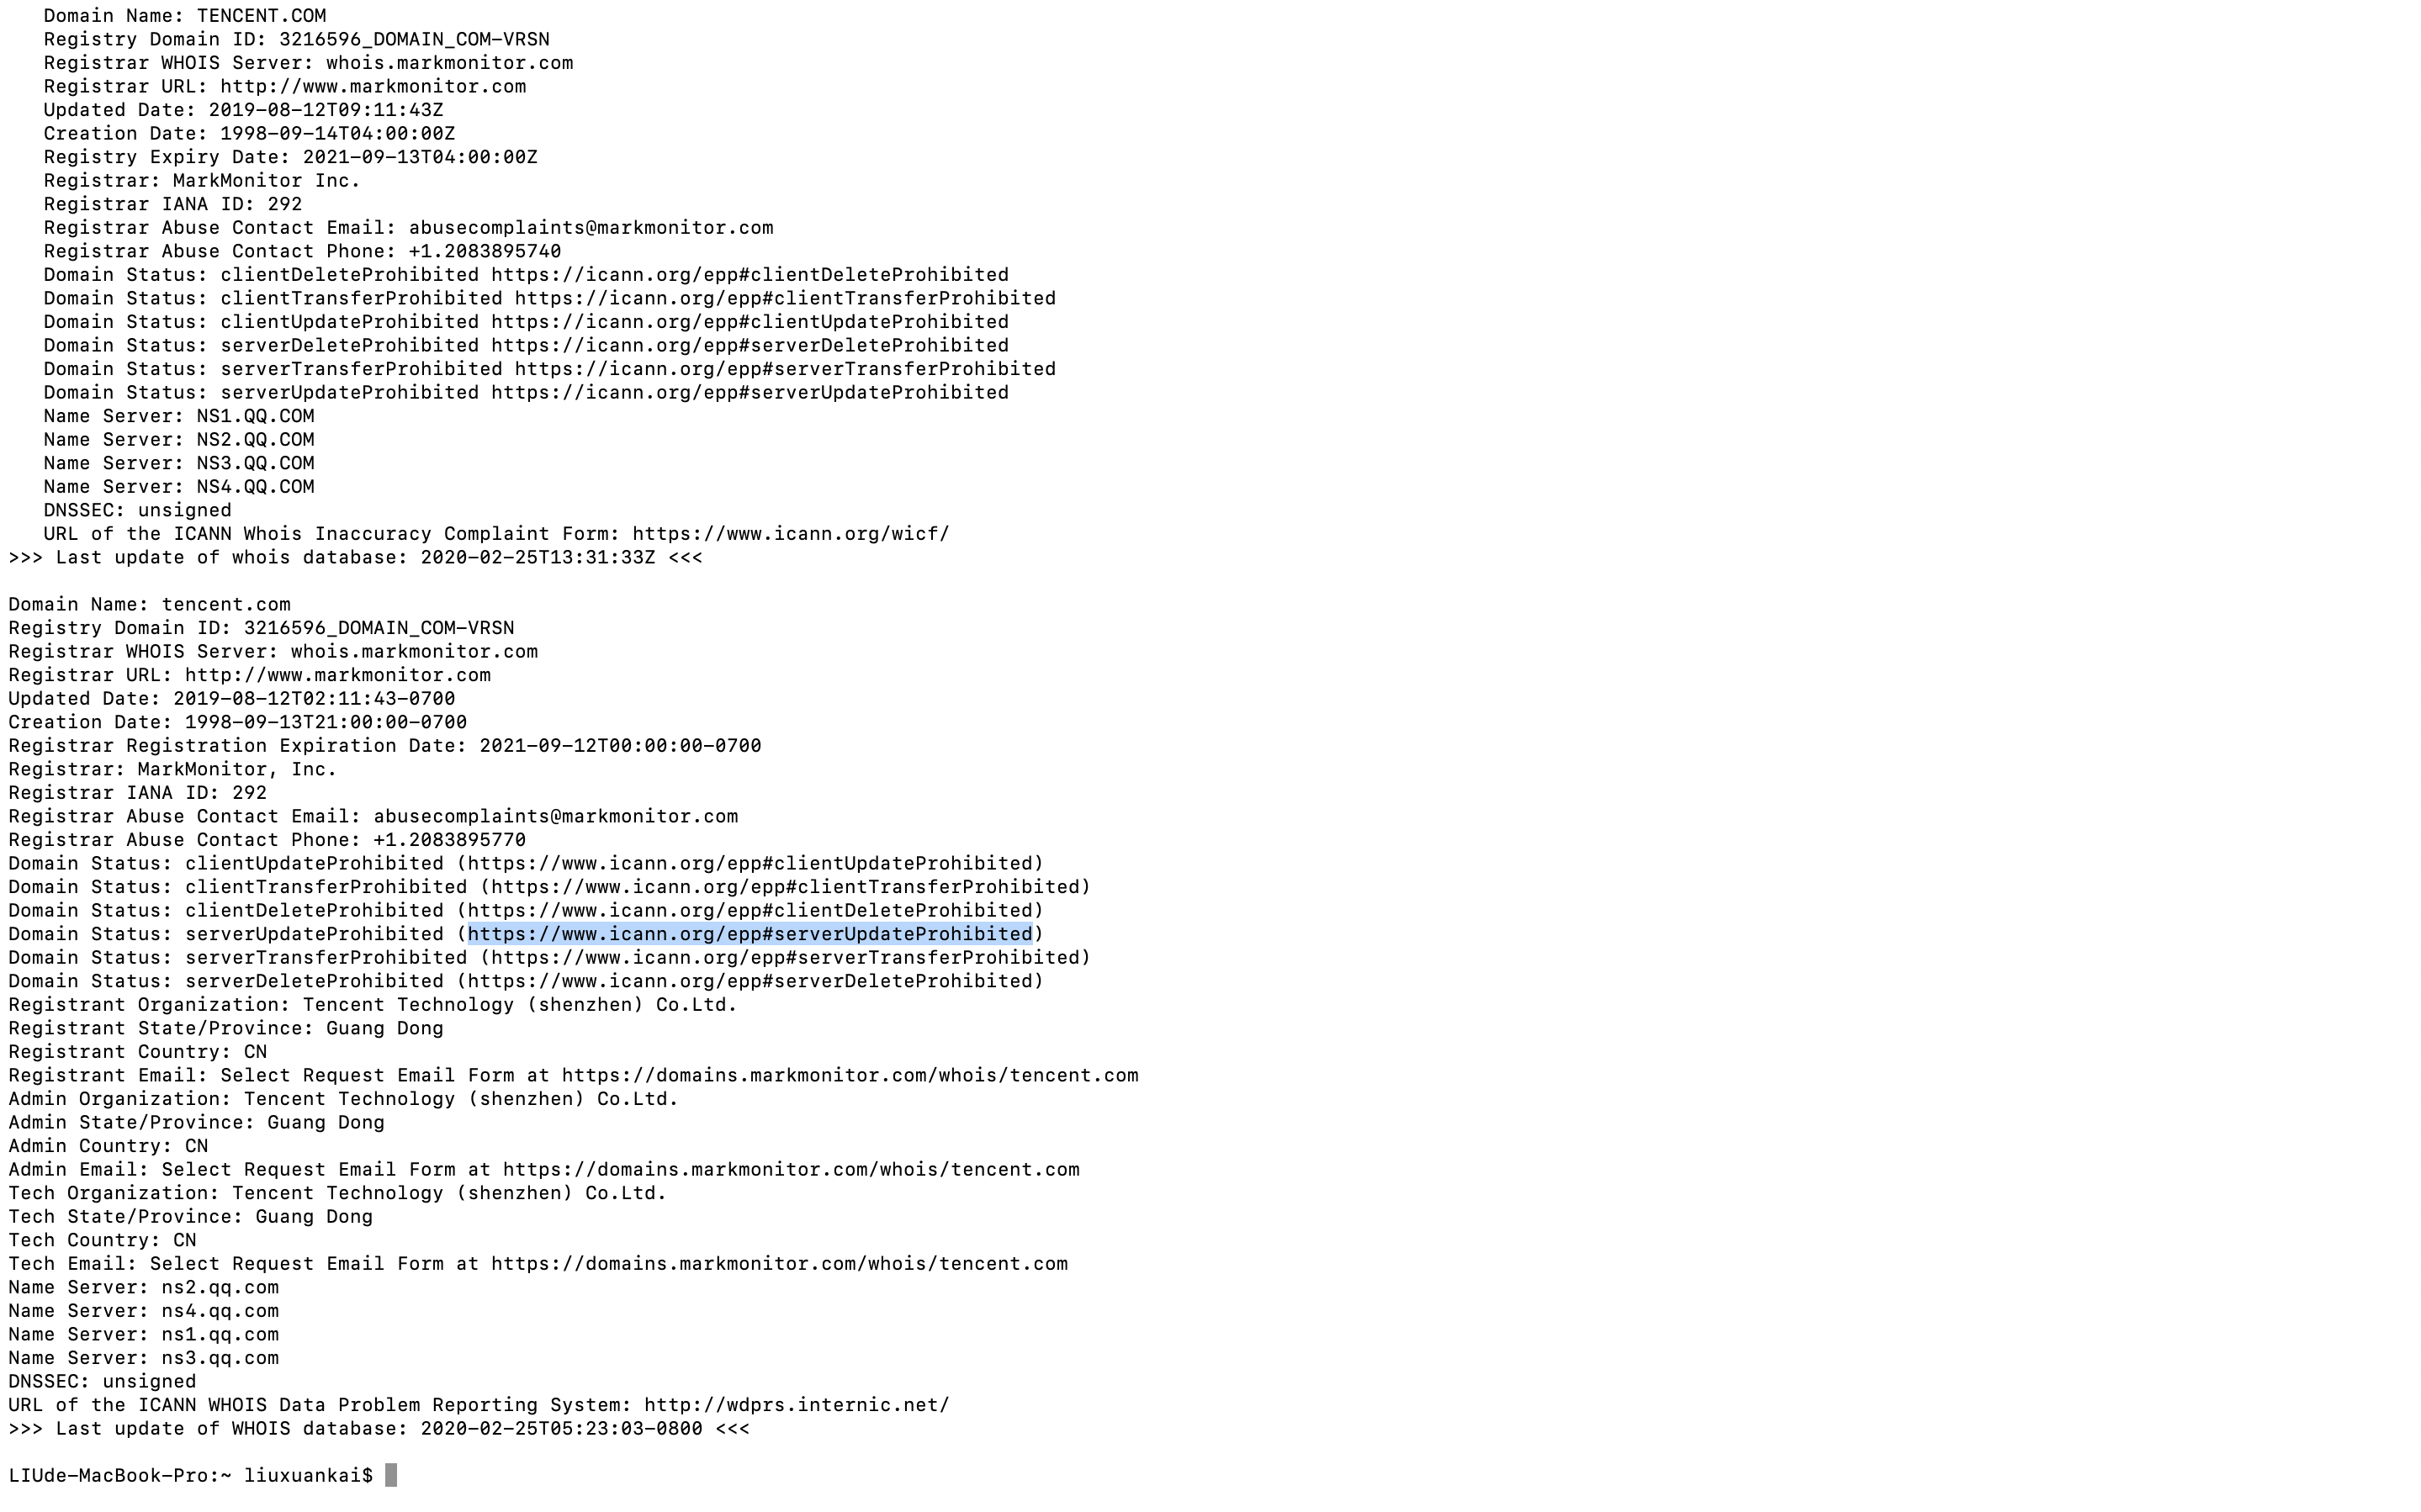 Domain Name: TENCENT.COM
Registry Domain ID: 3216596_DOMAIN_COM-VRSN
Registrar WHOIS Server: whois.markmonitor.com
Registrar URL: http://www.markmonitor.com
Updated Date: 2019-08-12T09:11:43Z
Creation Date: 1998-09-14T04:00:00Z
Registry Expiry Date: 2021-09-13T04:00:00Z
Registrar: MarkMonitor Inc.
Registrar IANA ID: 292
Registrar Abuse Contact Email: abusecomplaints@markmonitor.com
Registrar Abuse Contact Phone: +1.2083895740
Domain Status: clientDeleteProhibited https://icann.org/epp#clientDeleteProhibited
Domain Status: clientTransferProhibited https://icann.org/epp#clientTransferProhibited
Domain Status: clientUpdateProhibited https://icann.org/epp#clientUpdateProhibited
Domain Status: serverDeleteProhibited https://icann.org/epp#serverDeleteProhibited
Domain Status: serverTransferProhibited https://icann.org/epp#serverTransferProhibited
Domain Status: serverUpdateProhibited https://icann.org/epp#serverUpdateProhibited
Name Server: NS1.QQ.COM
Name Server: NS2.QQ.COM
Name Server: NS3.QQ.COM
Name Server: NS4.QQ.COM
DNSSEC: unsigned
URL of the ICANN Whois Inaccuracy Complaint Form: https://www.icann.org/wicf/
>>> Last update of whois database: 2020-02-25T13:31:33Z <<<
Domain Name: tencent.com
Registry Domain ID: 3216596_DOMAIN_COM-VRSN
Registrar WHOIS Server: whois.markmonitor.com
Registrar URL: http://www.markmonitor.com
Updated Date: 2019-08-12T02:11:43-0700
Creation Date: 1998-09-13T21:00:00-0700
Registrar Registration Expiration Date: 2021-09-12T00:00:00-0700
Registrar: MarkMonitor, Inc.
Registrar IANA ID: 292
Registrar Abuse Contact Email: abusecomplaints@markmonitor.com
Registrar Abuse Contact Phone: +1.2083895770
Domain Status: clientUpdateProhibited (https://www.icann.org/epp#clientUpdateProhibited)
Domain Status: clientTransferProhibited (https://www.icann.org/epp#clientTransferProhibited)
Domain Status: clientDeleteProhibited (https://www.icann.org/epp#clientDeleteProhibited)
Domain Status: serverUpdateProhibited (https://www.icann.org/epp#serverUpdateProhibited)
Domain Status: serverTransferProhibited (https://www.icann.org/epp#serverTransferProhibited)
Domain Status: serverDeleteProhibited (https://www.icann.org/epp#serverDeleteProhibited)
Registrant Organization: Tencent Technology (shenzhen) Co.Ltd.
Registrant State/Province: Guang Dong
Registrant Country: CN
Registrant Email: Select Request Email Form at https://domains.markmonitor.com/whois/tencent.com
Admin Organization: Tencent Technology (shenzhen) Co.Ltd.
Admin State/Province: Guang Dong
Admin Country: CN
Admin Email: Select Request Email Form at https://domains.markmonitor.com/whois/tencent.com
Tech Organization: Tencent Technology (shenzhen) Co.Ltd.
Tech State/Province: Guang Dong
Tech Country: CN
Tech Email: Select Request Email Form at https://domains.markmonitor.com/whois/tencent.com
Name Server: ns2.qq.com
Name Server: ns4.qq.com
Name Server: ns1.qq.com
Name Server: ns3.qq.com
DNSSEC: unsigned
URL of the ICANN WHOIS Data Problem Reporting System: http://wdprs.internic.net/
>>> Last update of WHOIS database: 2020-02-25T05:23:03-0800 <<<
LIUde-MacBook-Pro:~ liuxuankai$